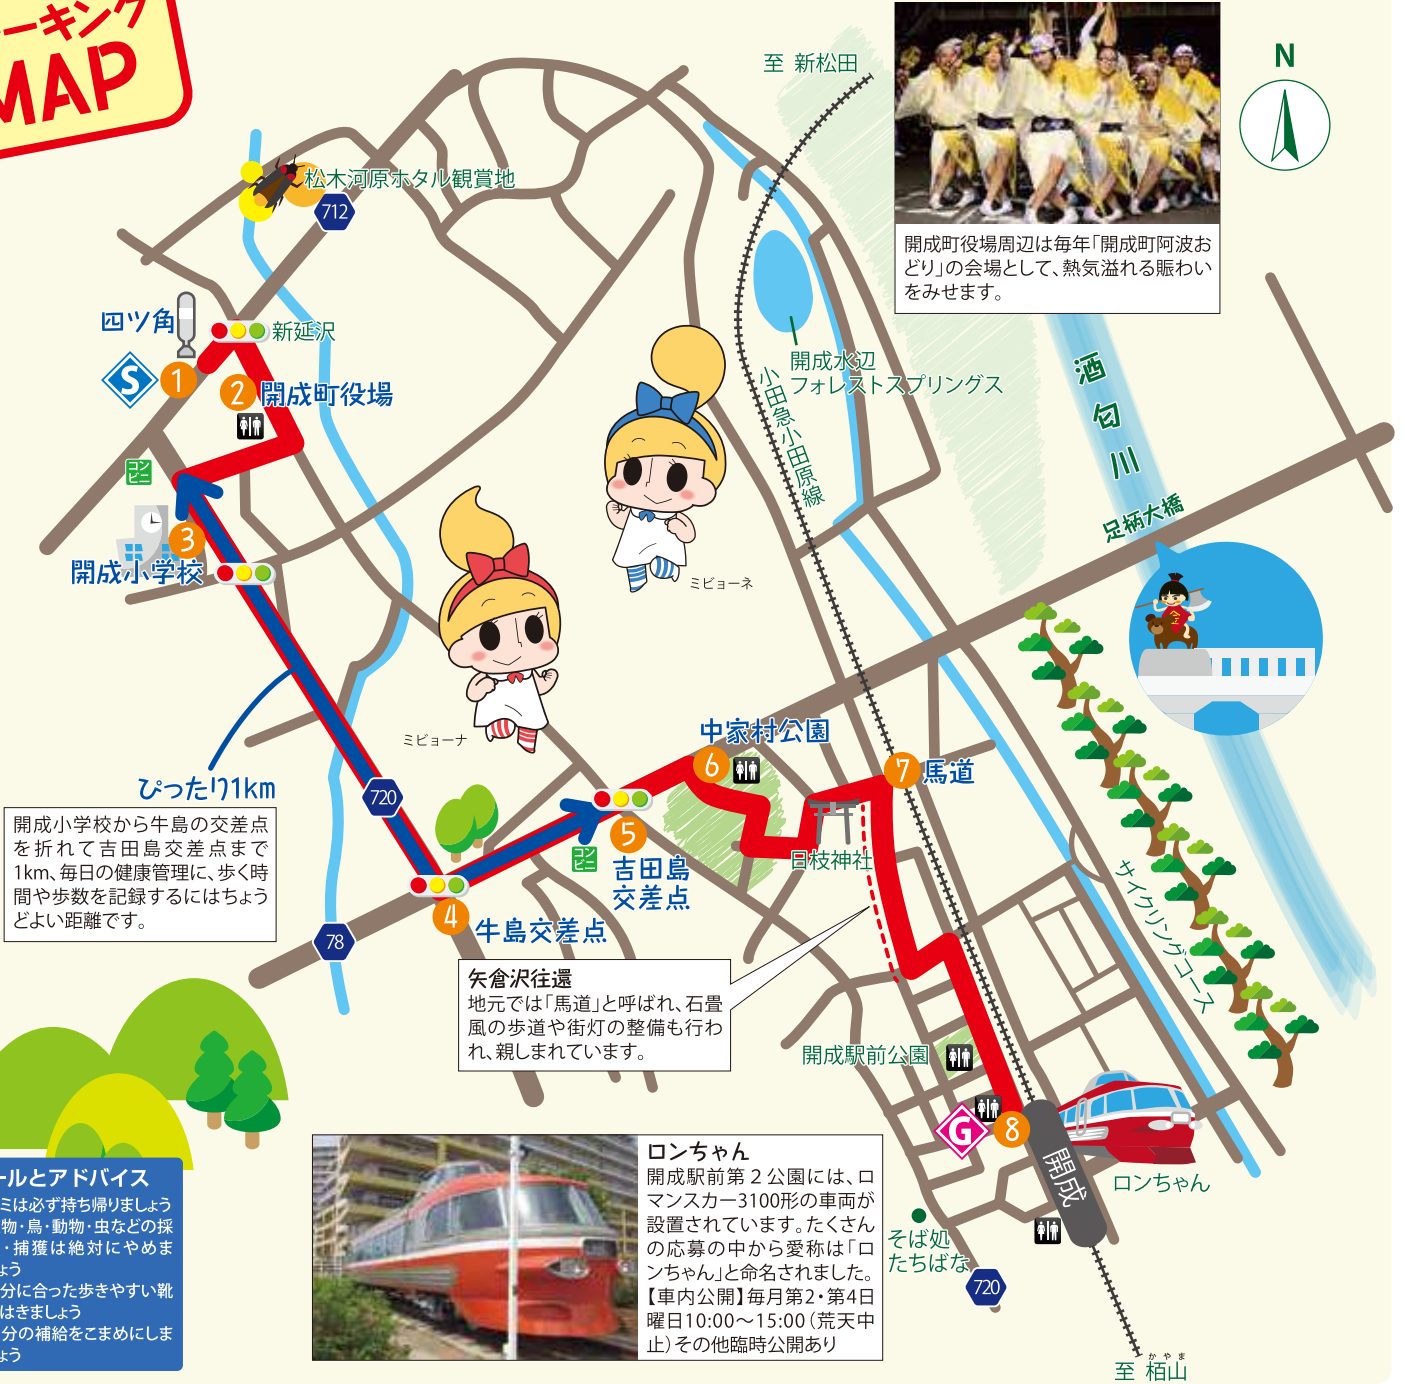 ーキング
MAP
至 新松田
N
松木河原ホタル観賞地
712
開成町役場周辺は毎年「開成町阿波お
どり」の会場として、熱気溢れる賑わい
をみせます。
四ツ角
新延沢
S
1
2
開成町役場
コン
ビニ
3
開成小学校
開成水辺
フォレストスプリングス
小田急小田原線
酒匂川
足柄大橋
ミビョーネ
ミビョーナ
ぴったり1km
開成小学校から牛島の交差点
を折れて吉田島交差点まで
1km、毎日の健康管理に、歩く時
間や歩数を記録するにはちょう
どよい距離です。
720
中家村公園
6
7
馬道
5
吉田島
交差点
コン
ビニ
日枝神社
4
牛島交差点
78
サイクリングコース
矢倉沢往還
地元では「馬道」と呼ばれ、石畳
風の歩道や街灯の整備も行わ
れ、親しまれています。
開成駅前公園
G
8
開成
ロンちゃん
そば処
たちばな
720
至 栢山
かやま
ロンちゃん
開成駅前第2公園には、ロ
マンスカー3100形の車両が
設置されています。たくさん
の応募の中から愛称は「ロ
ンちゃん」と命名されました。
【車内公開】毎月第2・第4日
曜日10:00〜15:00（荒天中
止）その他臨時公開あり
ールとアドバイス
ミは必ず持ち帰りましょう
物・鳥・動物・虫などの採
・捕獲は絶対にやめま
ょう
分に合った歩きやすい靴
はきましょう
分の補給をこまめにしま
ょう